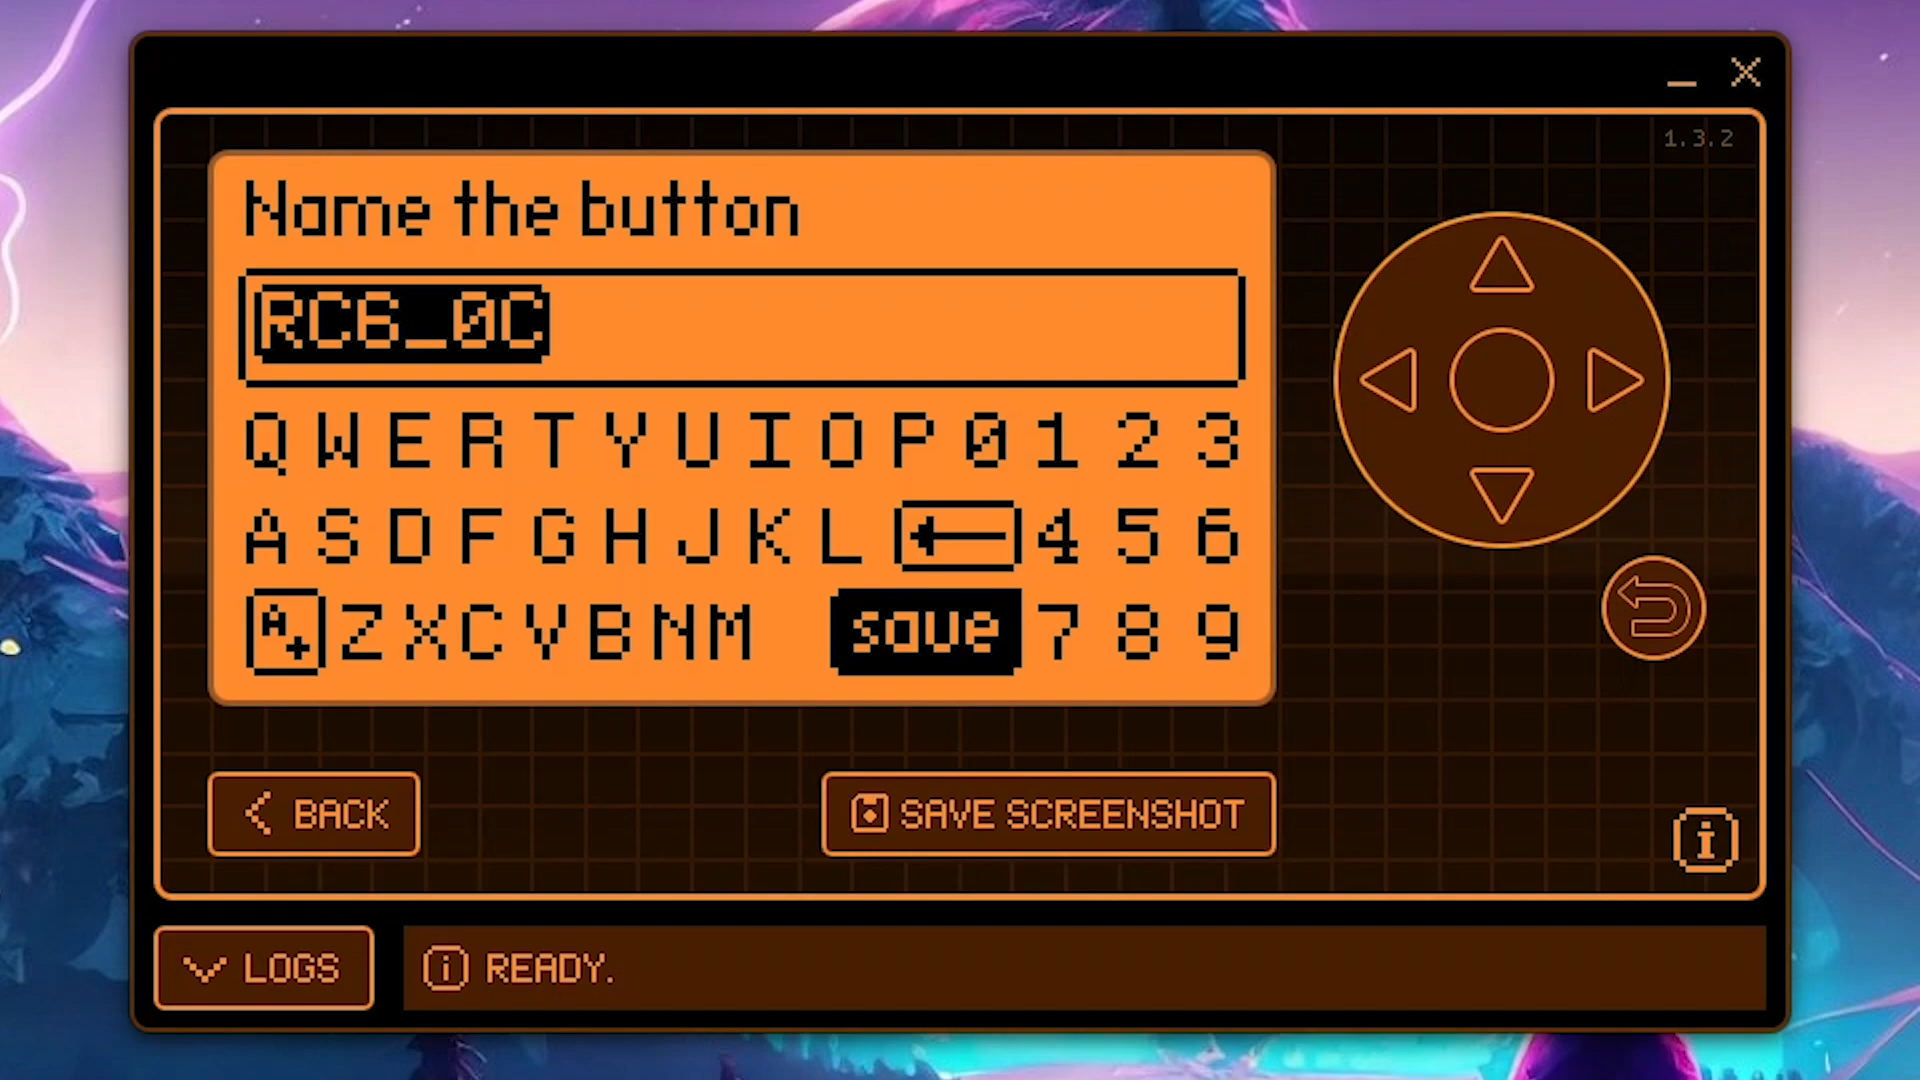 1.3.2
Name the button
RC6_0C
Q W E R T Y U I O P 0 1 2 3
A S D F G H J K L 4 5 6
A+ Z X C V B N M save 7 8 9
BACK
SAVE SCREENSHOT
LOGS
READY.